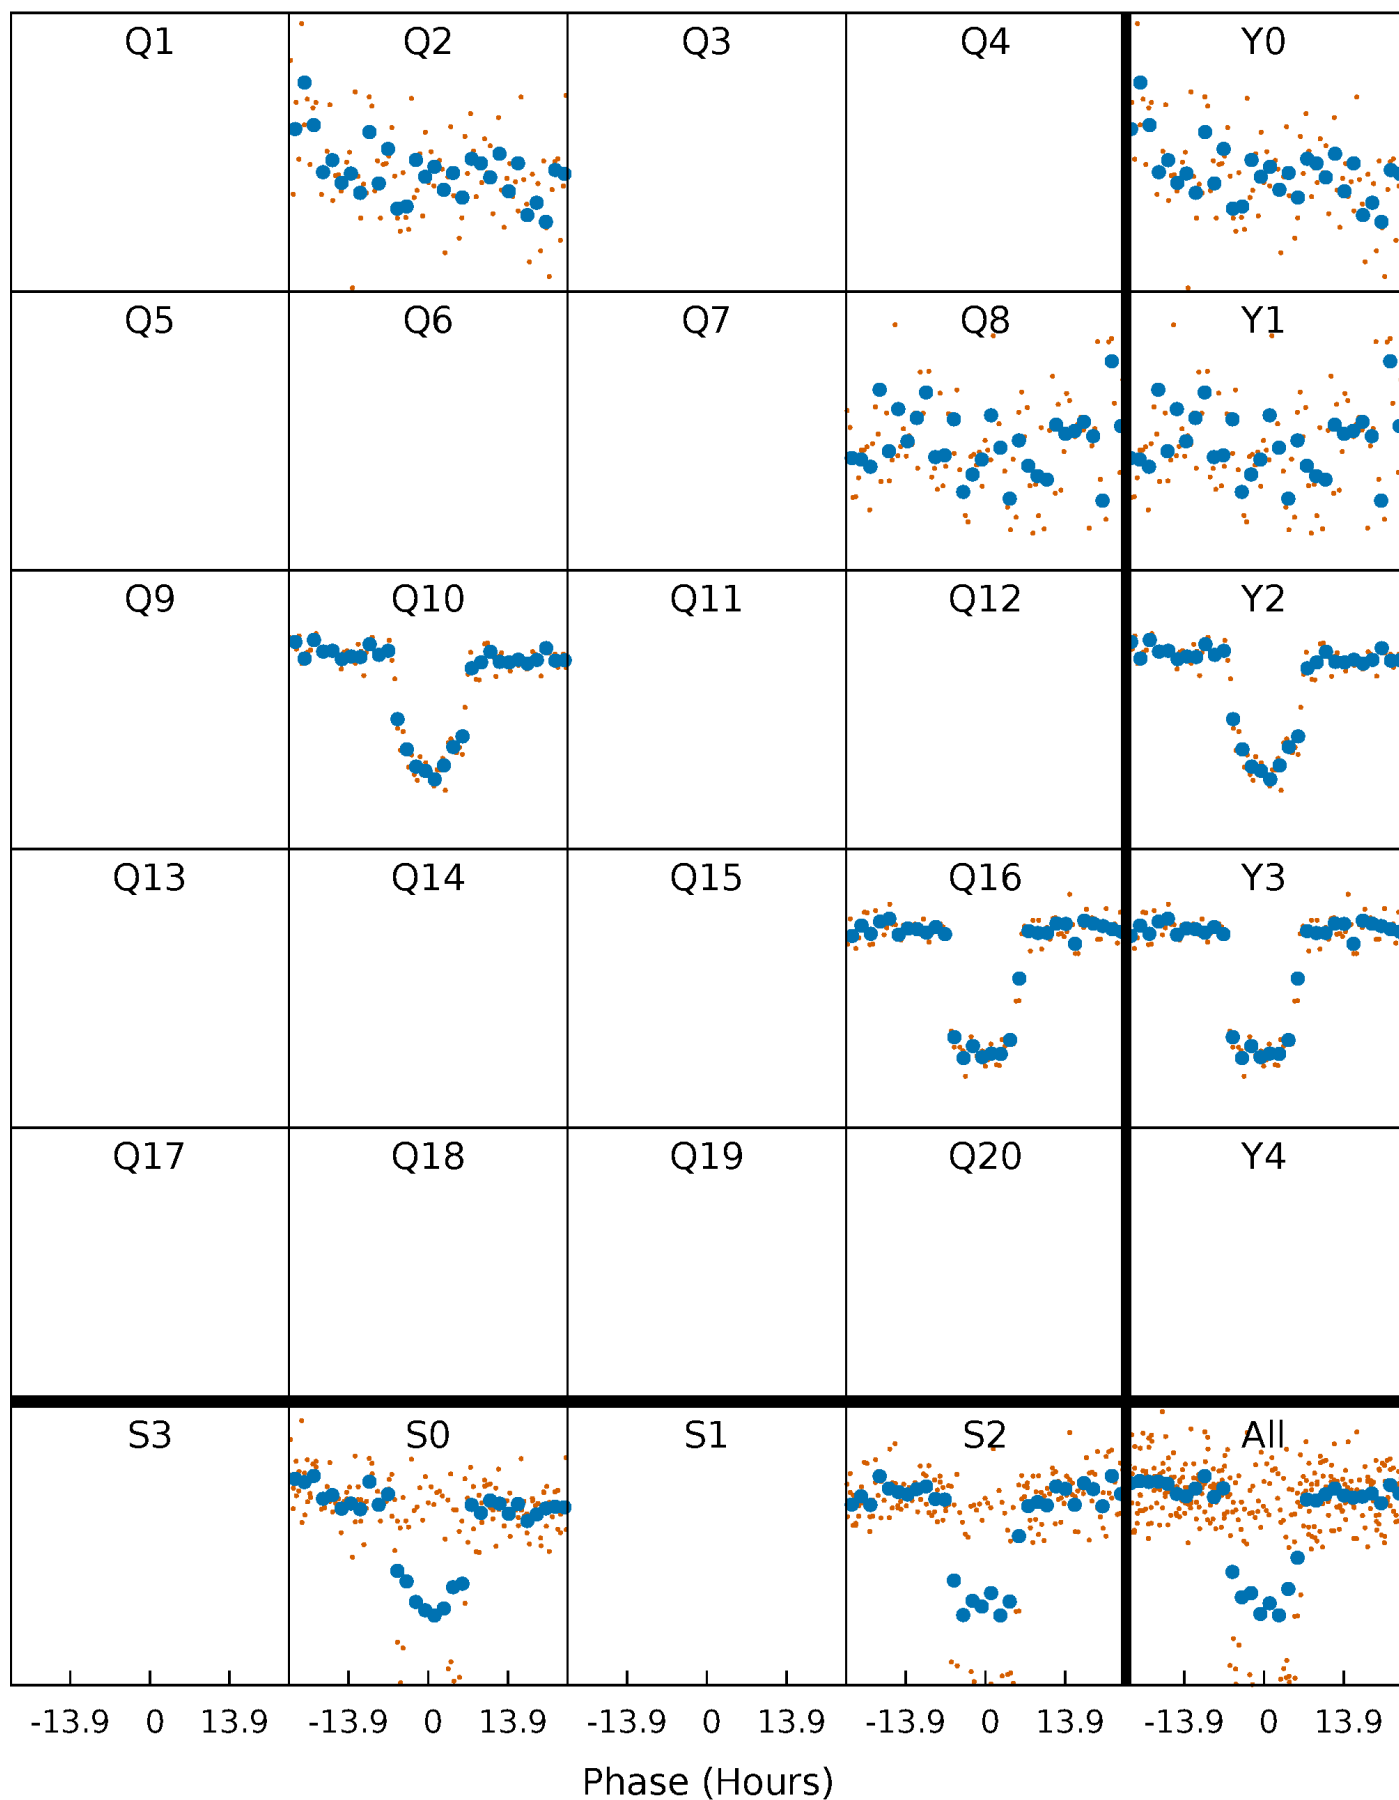 Q1 Q2 Q3 Q4 Y0
Q5 Q6 Q7 Q8 Y1
Q9 Q10 Q11 Q12 Y2
Q13 Q14 Q15 Q16 Y3
Q17 Q18 Q19 Q20 Y4
S3 S0 S1 S2 All
-13.9 0 13.9 -13.9 0 13.9 -13.9 0 13.9 -13.9 0 13.9 -13.9 0 13.9
Phase (Hours)